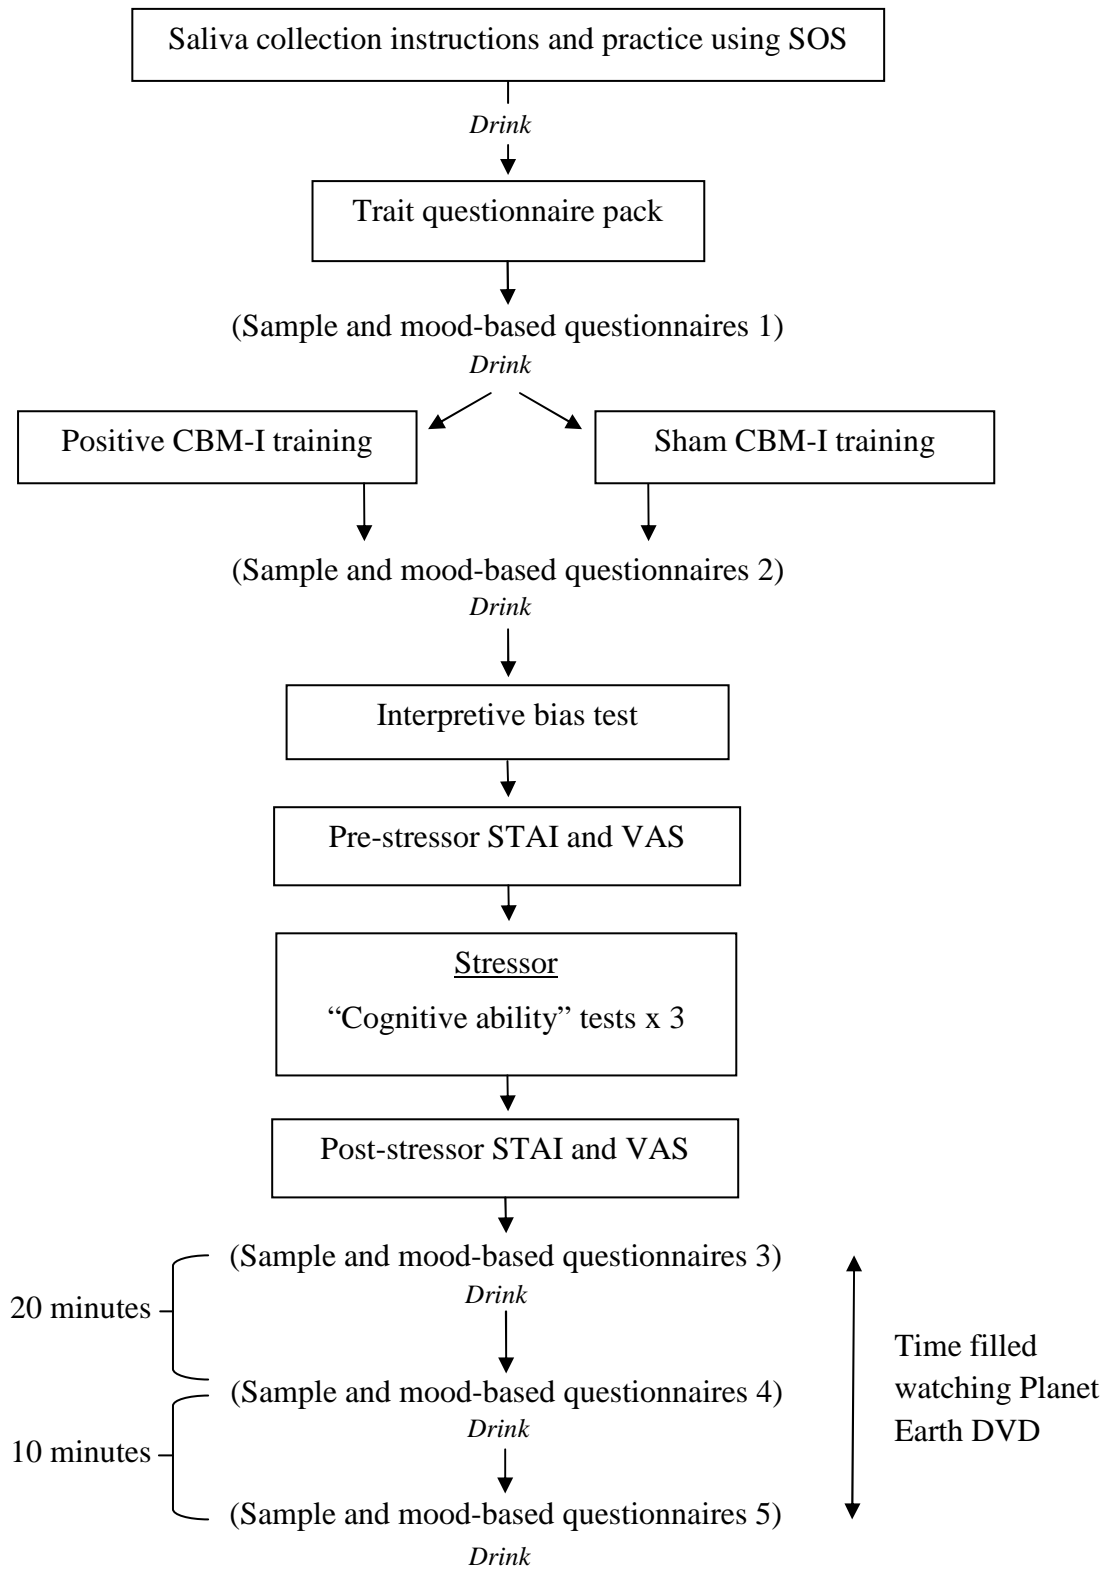 Saliva collection instructions and practice using SOS
Drink
Trait questionnaire pack
(Sample and mood-based questionnaires 1)
Drink
Positive CBM-I training
Sham CBM-I training
(Sample and mood-based questionnaires 2)
Drink
Interpretive bias test
Pre-stressor STAI and VAS
Stressor
“Cognitive ability” tests x 3
Post-stressor STAI and VAS
(Sample and mood-based questionnaires 3)
Drink
20 minutes
(Sample and mood-based questionnaires 4)
Drink
10 minutes
(Sample and mood-based questionnaires 5)
Drink
Time filled
watching Planet
Earth DVD